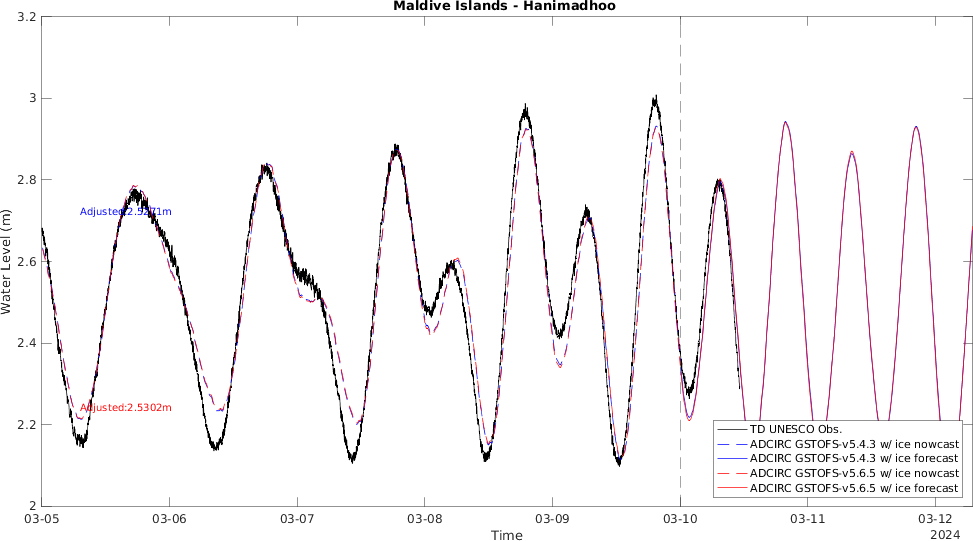 Maldive Islands - Hanimadhoo
3.2
3
2.8
2.6
2.4
2.2
2
Water Level (m)
Adjusted:2.5271m
Adjusted:2.5302m
TD UNESCO Obs.
ADCIRC GSTOFS-v5.4.3 w/ ice nowcast
ADCIRC GSTOFS-v5.4.3 w/ ice forecast
ADCIRC GSTOFS-v5.6.5 w/ ice nowcast
ADCIRC GSTOFS-v5.6.5 w/ ice forecast
03-05 03-06 03-07 03-08 03-09 03-10 03-11 03-12
Time
2024